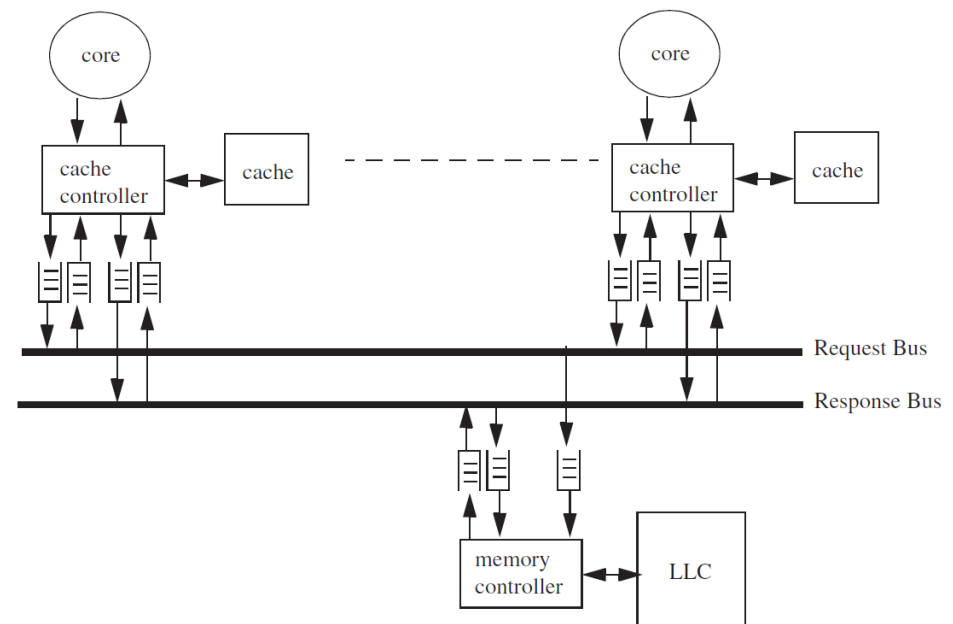 core
core
cache
controller
cache
cache
controller
cache
Request Bus
Response Bus
memory
controller
LLC